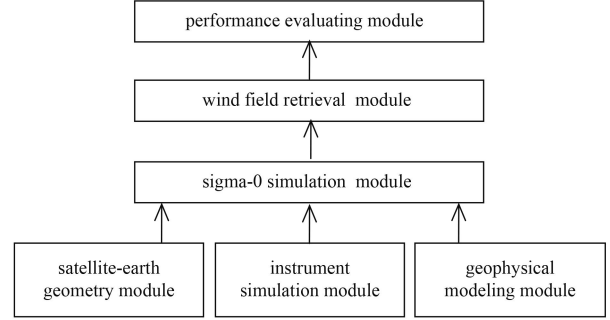 performance evaluating module
wind field retrieval module
sigma-0 simulation module
satellite-earth
geometry module
instrument
simulation module
geophysical
modeling module